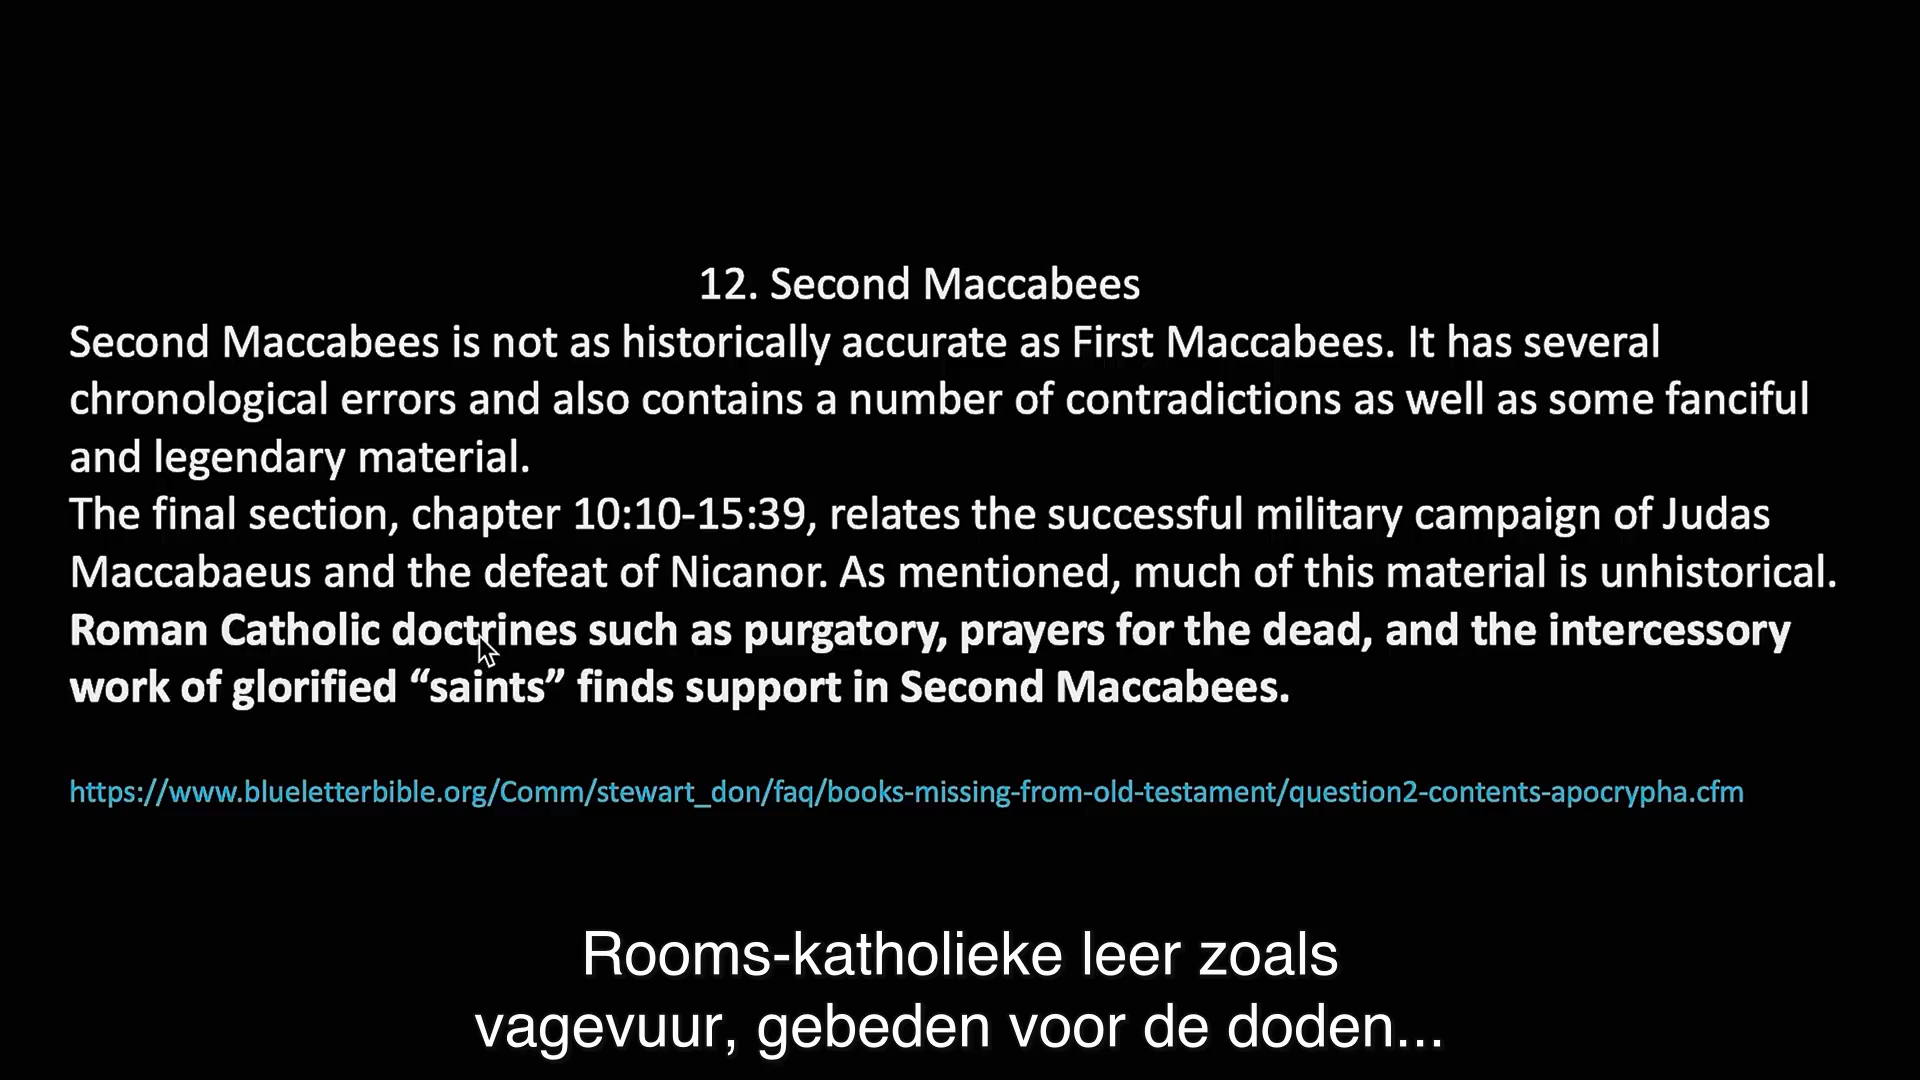 12. Second Maccabees
Second Maccabees is not as historically accurate as First Maccabees. It has several
chronological errors and also contains a number of contradictions as well as some fanciful
and legendary material.
The final section, chapter 10:10-15:39, relates the successful military campaign of Judas
Maccabaeus and the defeat of Nicanor. As mentioned, much of this material is unhistorical.
Roman Catholic doctrines such as purgatory, prayers for the dead, and the intercessory
work of glorified “saints” finds support in Second Maccabees.
https://www.blueletterbible.org/Comm/stewart_don/faq/books-missing-from-old-testament/question2-contents-apocrypha.cfm
Rooms-katholieke leer zoals
vagevuur, gebeden voor de doden...